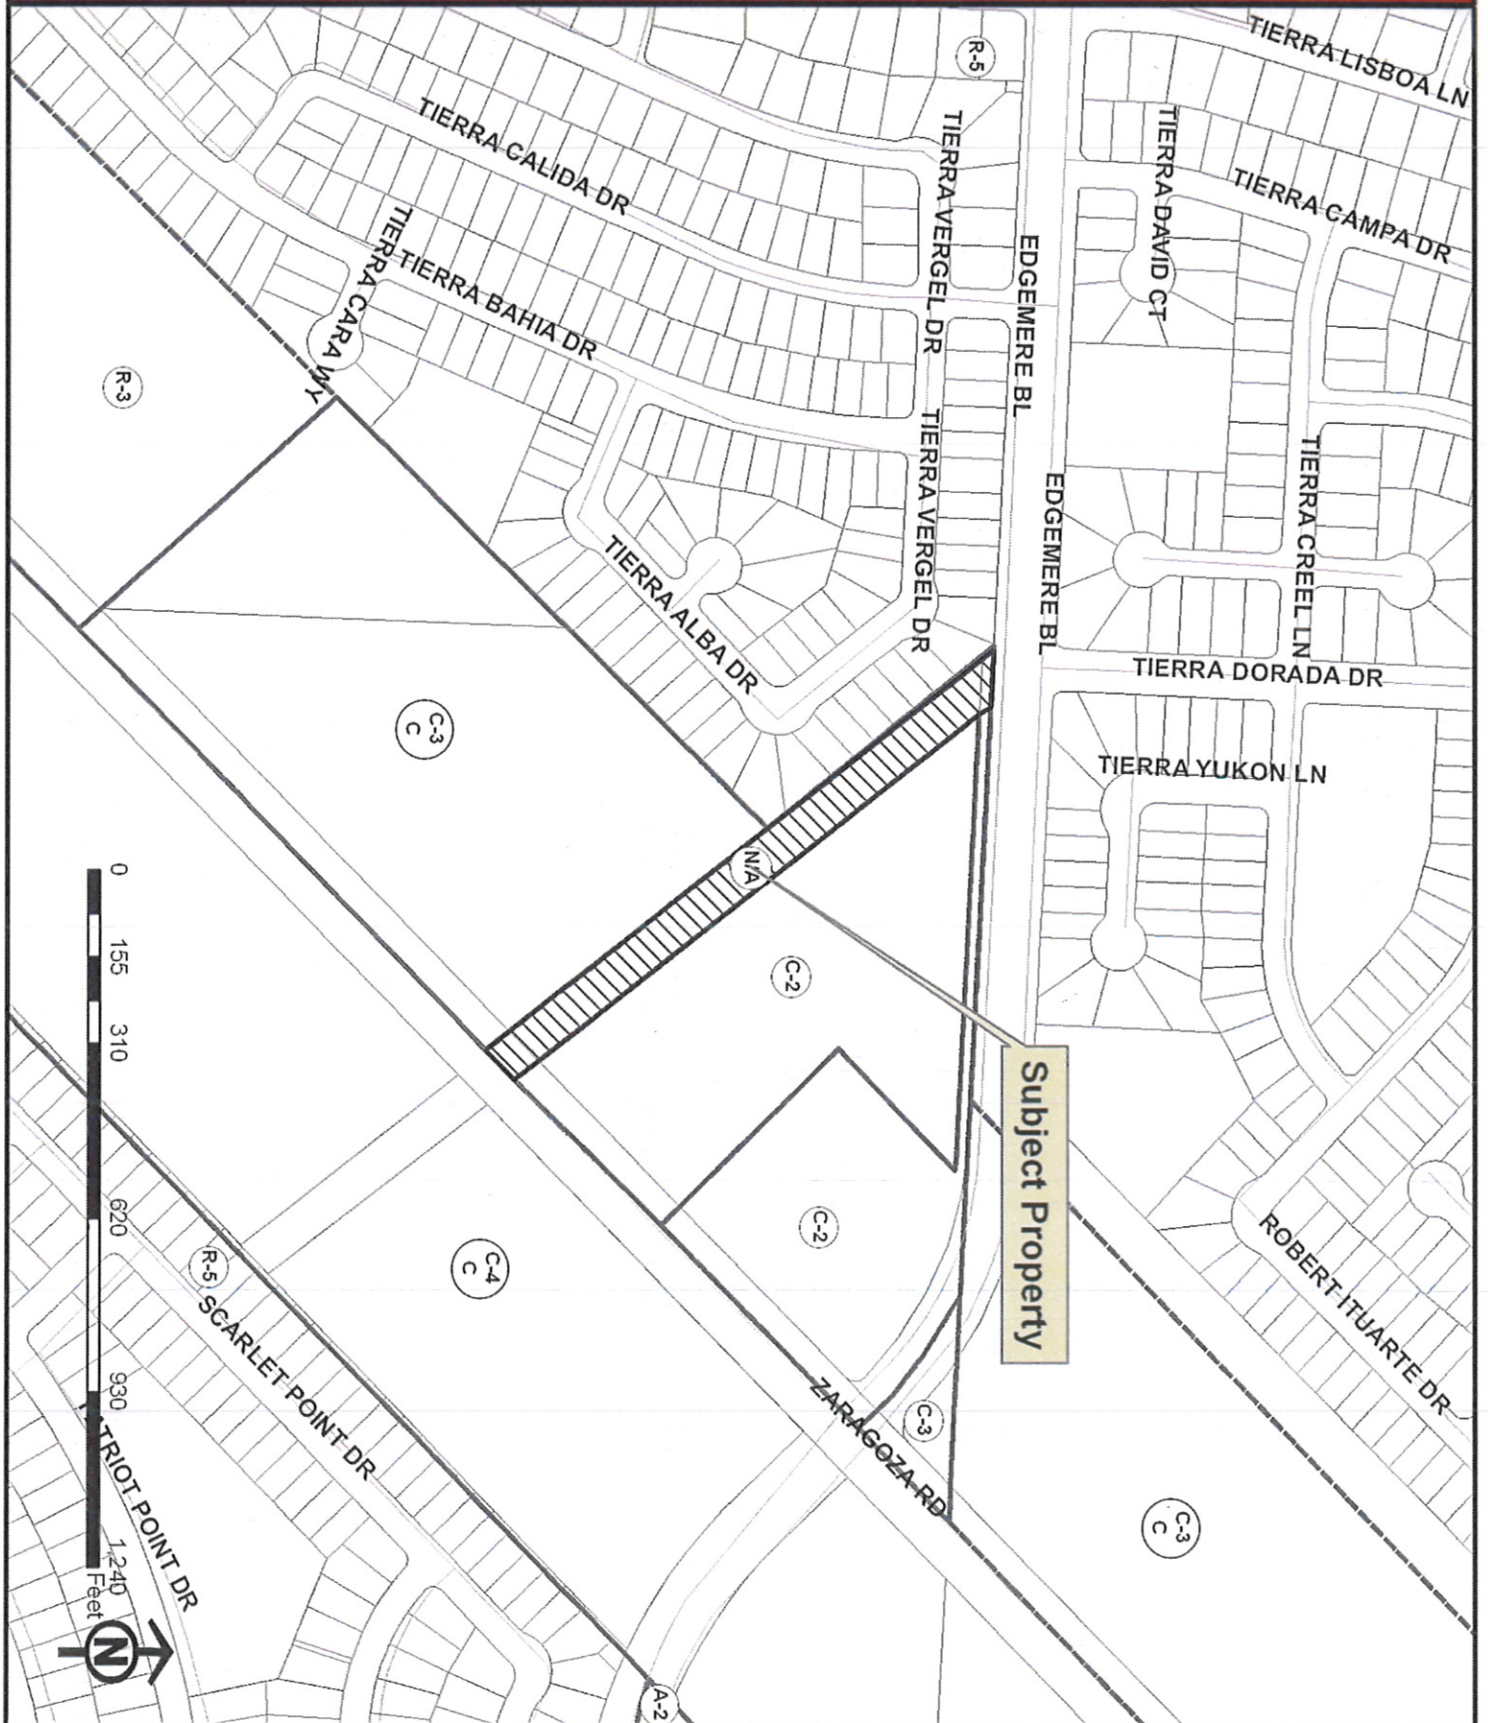 TIERRA LISBOA LN
R-5
TIERRA CALIDA DR
TIERRA VERGEL DR
TIERRA DAVID CT
TIERRA CAMPA DR
EDGEMERE BL
TIERRA CARA WY
TIERRA BAHIA DR
R-3
TIERRA VERGEL DR
EDGEMERE BL
TIERRA CREEL LN
TIERRA ALBA DR
TIERRA DORADA DR
C-3
C
TIERRA YUKON LN
N/A
C-2
Subject Property
C-2
ROBERT ITUARTE DR
C-4
C
R-5
SCARLET POINT DR
ZARAGOZA RD
C-3
C-3
C
PATRIOT POINT DR
A-2
0 155 310 620 930 1,240
Feet
N